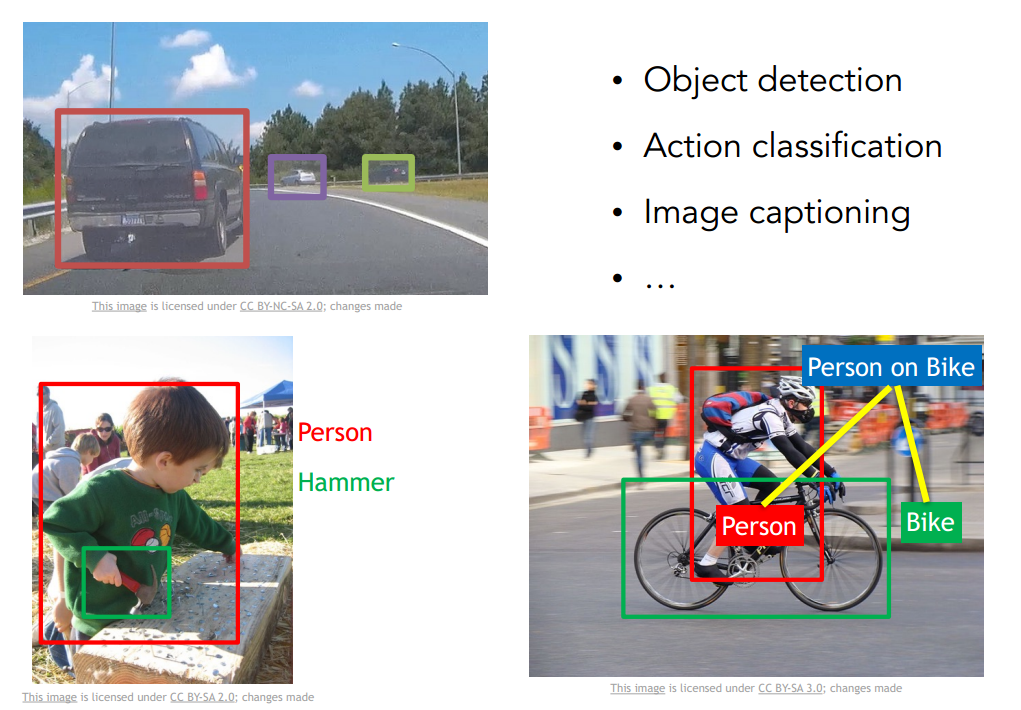 • Object detection
• Action classification
• Image captioning
• …
This image is licensed under CC BY-NC-SA 2.0; changes made
Person
Hammer
This image is licensed under CC BY-SA 2.0; changes made
Person on Bike
Person
Bike
This image is licensed under CC BY-SA 3.0; changes made